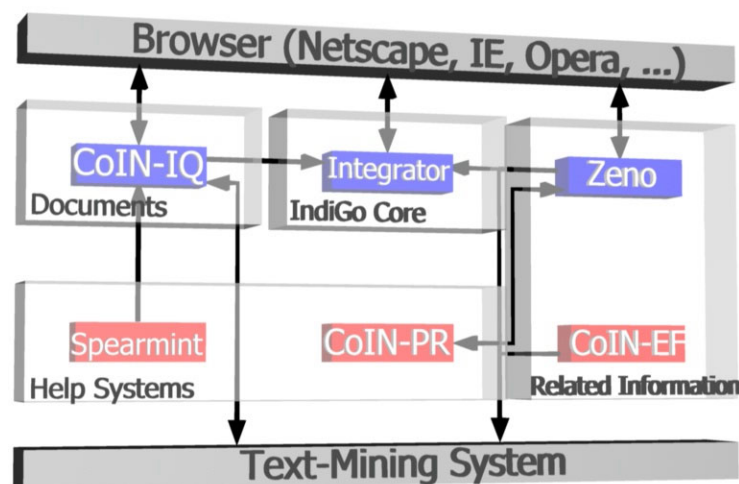 Browser (Netscape, IE, Opera, ...)
CoIN-IQ
Integrator
Zeno
Documents
IndiGo Core
Spearmint
CoIN-PR
CoIN-EF
Help Systems
Related Information
Text-Mining System